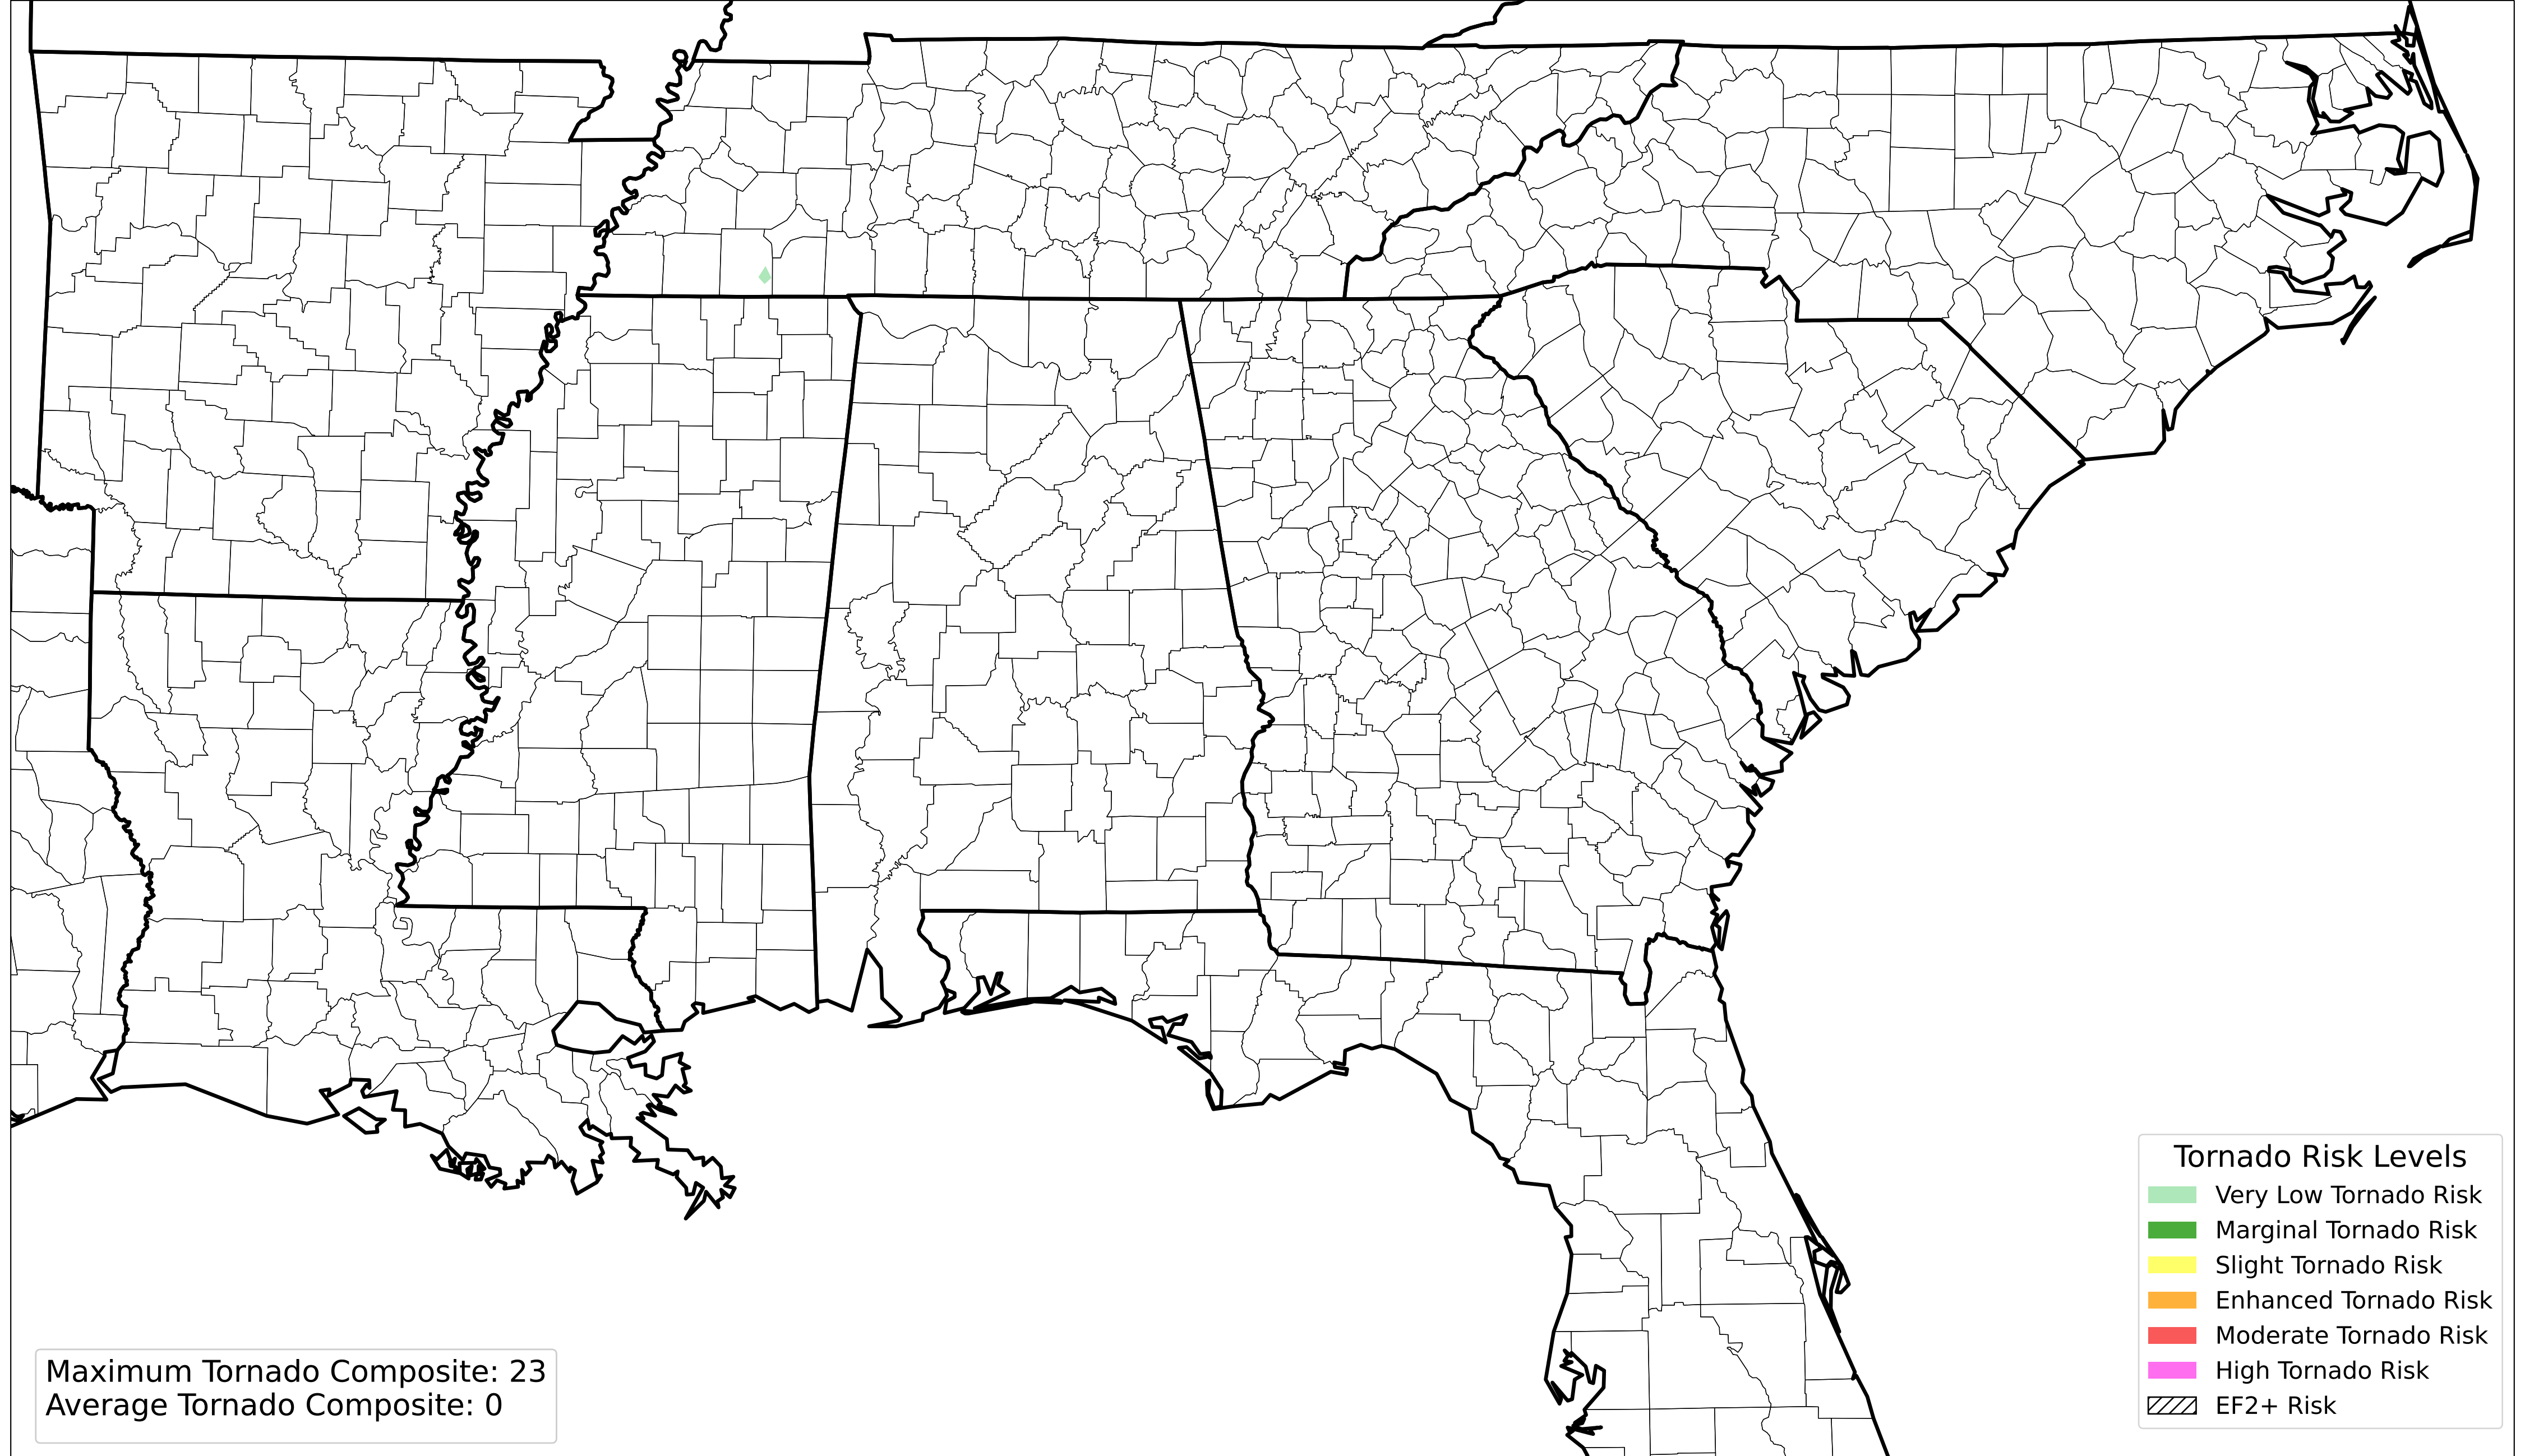 Tornado Risk Levels
Very Low Tornado Risk
Marginal Tornado Risk
Slight Tornado Risk
Enhanced Tornado Risk
Moderate Tornado Risk
High Tornado Risk
EF2+ Risk
Maximum Tornado Composite: 23
Average Tornado Composite: 0